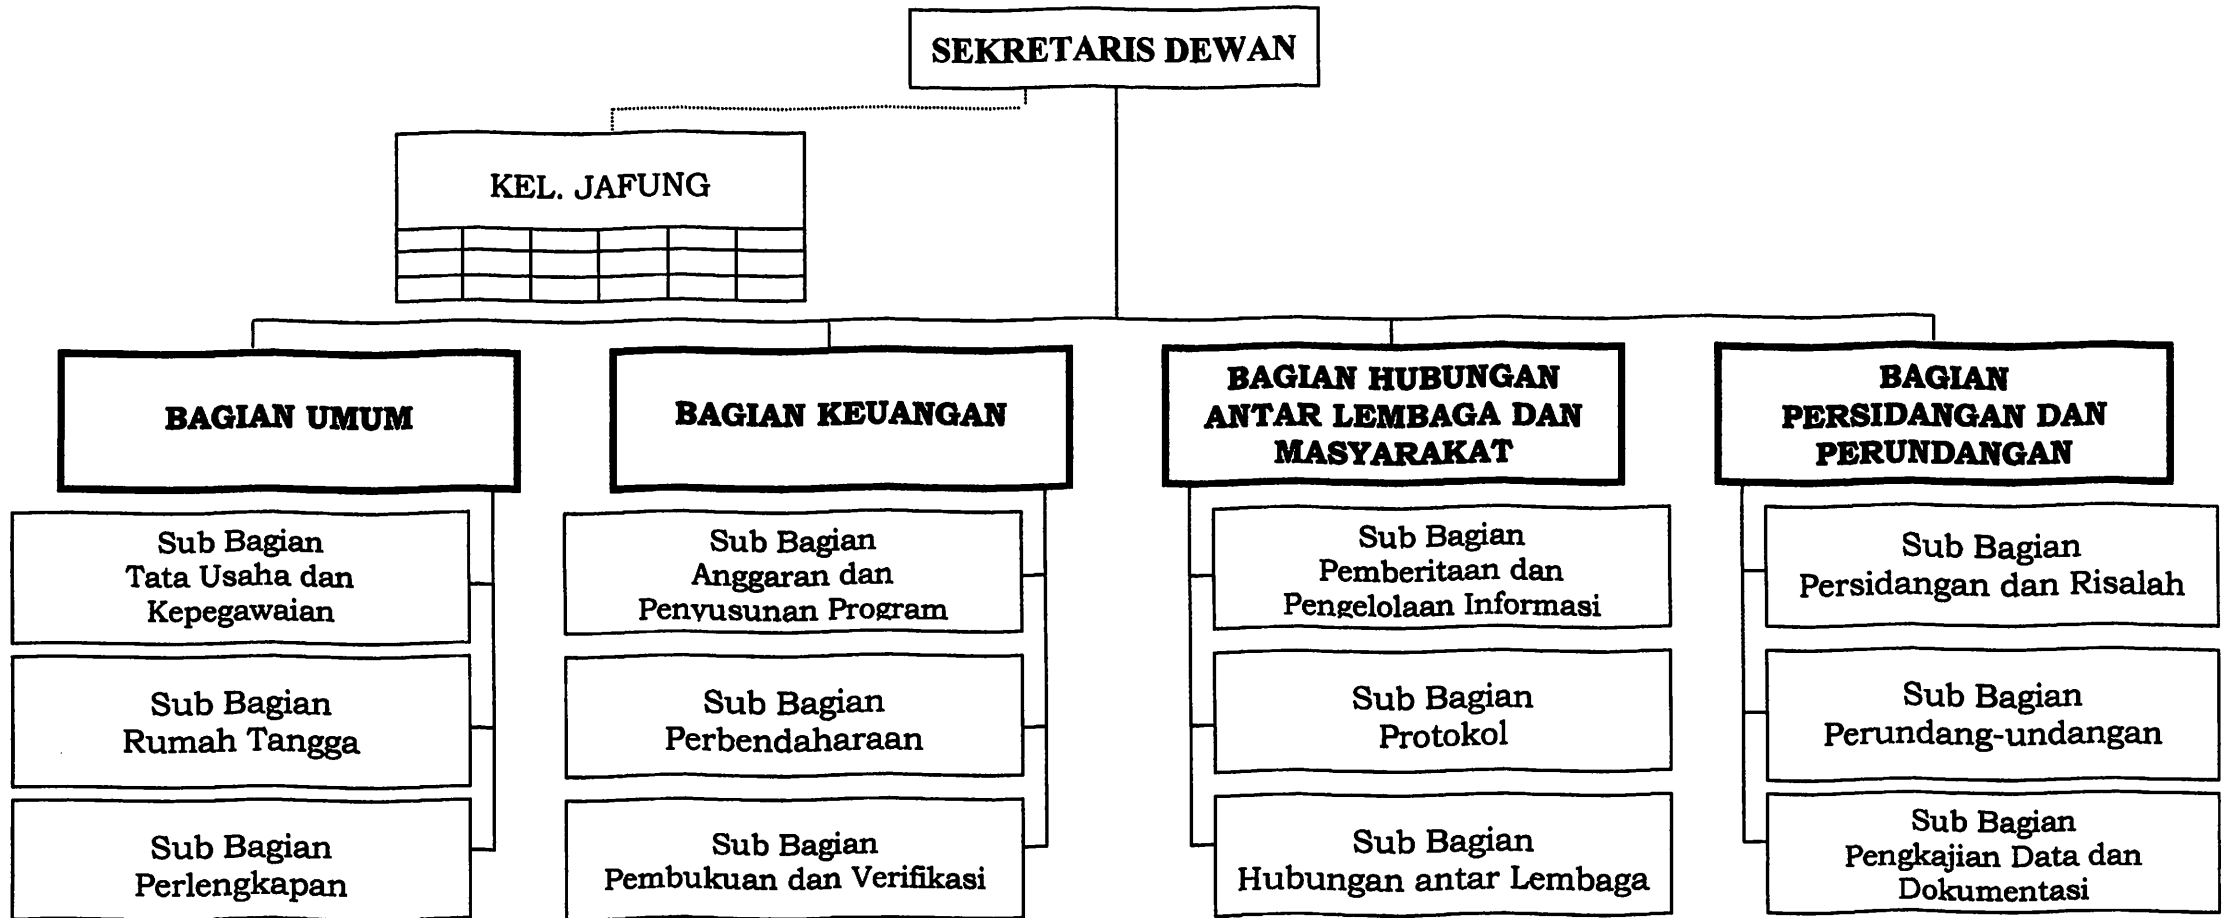 SEKRETARIS DEWAN
KEL. JAFUNG
BAGIAN UMUM
BAGIAN KEUANGAN
BAGIAN HUBUNGAN
ANTAR LEMBAGA DAN
MASYARAKAT
BAGIAN
PERSIDANGAN DAN
PERUNDANGAN
Sub Bagian
Tata Usaha dan
Kepegawaian
Sub Bagian
Anggaran dan
Penyusunan Program
Sub Bagian
Pemberitaan dan
Pengelolaan Informasi
Sub Bagian
Persidangan dan Risalah
Sub Bagian
Rumah Tangga
Sub Bagian
Perbendaharaan
Sub Bagian
Protokol
Sub Bagian
Perundang-undangan
Sub Bagian
Perlengkapan
Sub Bagian
Pembukuan dan Verifikasi
Sub Bagian
Hubungan antar Lembaga
Sub Bagian
Pengkajian Data dan
Dokumentasi